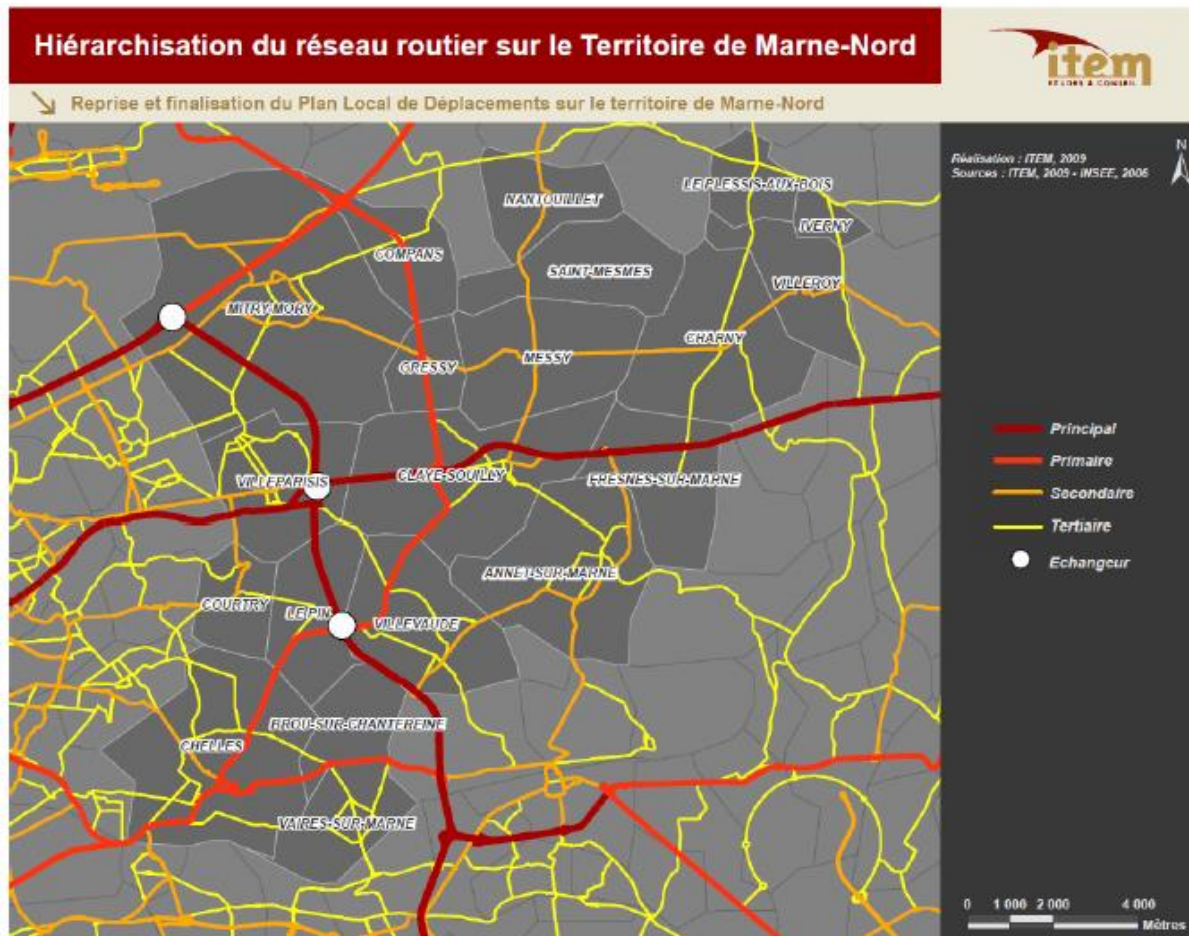 Hiérarchisation du réseau routier sur le Territoire de Marne-Nord
item
ETUDES & CONSEIL
Reprise et finalisation du Plan Local de Déplacements sur le territoire de Marne-Nord
Réalisation : ITEM, 2009
Sources : ITEM, 2009 - INSEE, 2006
N
NANTOUILLET
LE PLESSIS-AUX-BOIS
IVERNY
COMPANS
SAINT-MESMES
VILLEROY
MITRY-MORY
CHARNY
GRESSY
MESSY
VILLEPARISIS
CLAYE-SOUILLY
FRESNES-SUR-MARNE
ANNET-SUR-MARNE
COURTRY
LE PIN
VILLEVAUDE
BROU-SUR-CHANTEREINE
CHELLES
VAIRES-SUR-MARNE
Principal
Primaire
Secondaire
Tertiaire
Echangeur
0 1 000 2 000 4 000
Mètres